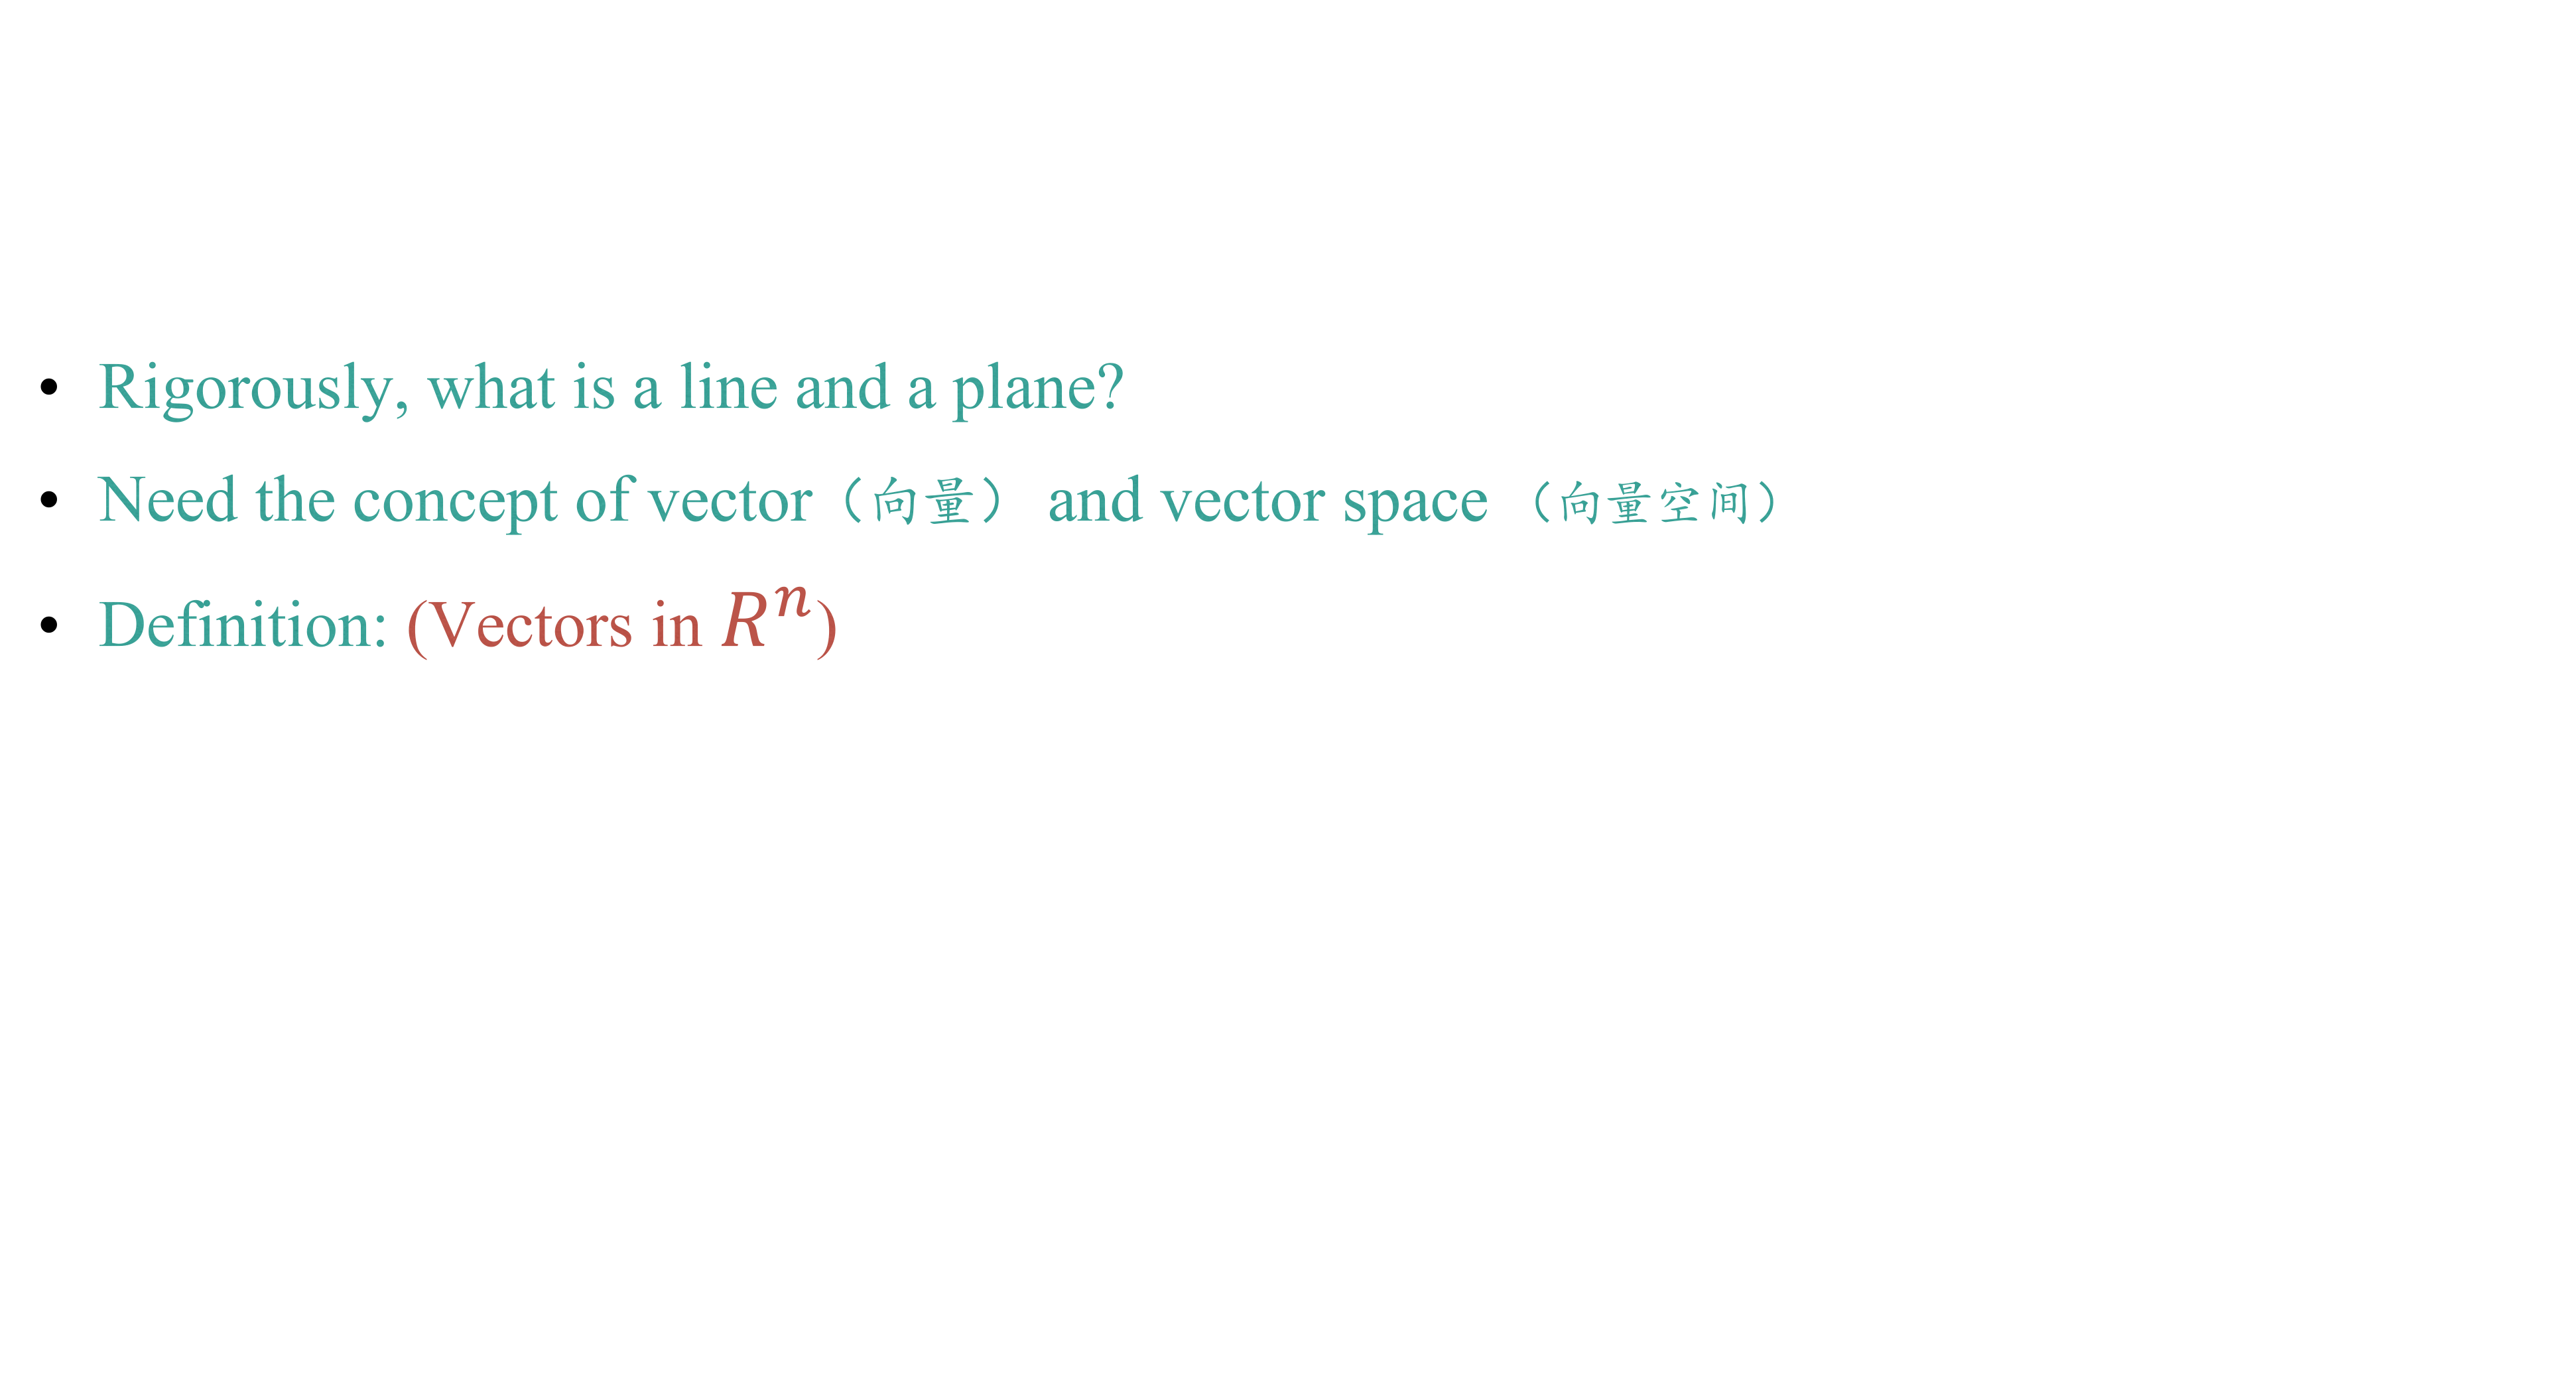 • Rigorously, what is a line and a plane?
• Need the concept of vector（向量） and vector space （向量空间）
• Definition: (Vectors in $R^n$)